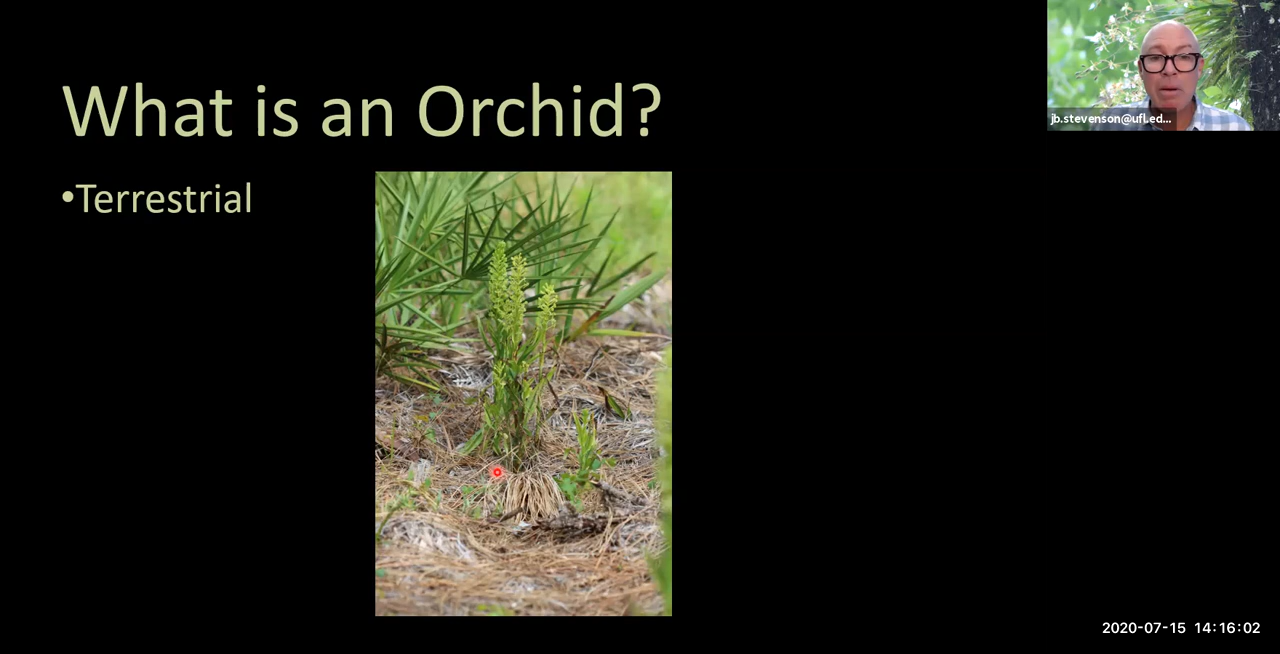 What is an Orchid?
•Terrestrial
jb.stevenson@ufl.ed...
2020-07-15 14:16:02